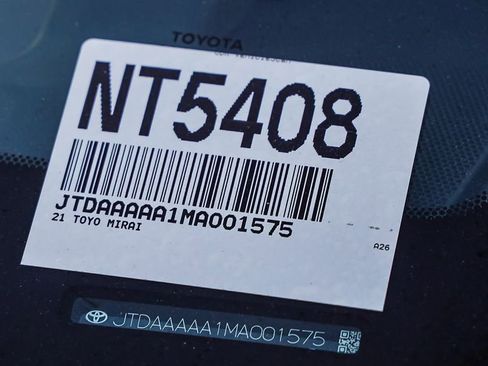 TOYOTA
NT5408
JTDAAAAA1MA001575
21 TOYO MIRAI
A26
JTDAAAAA1MA001575